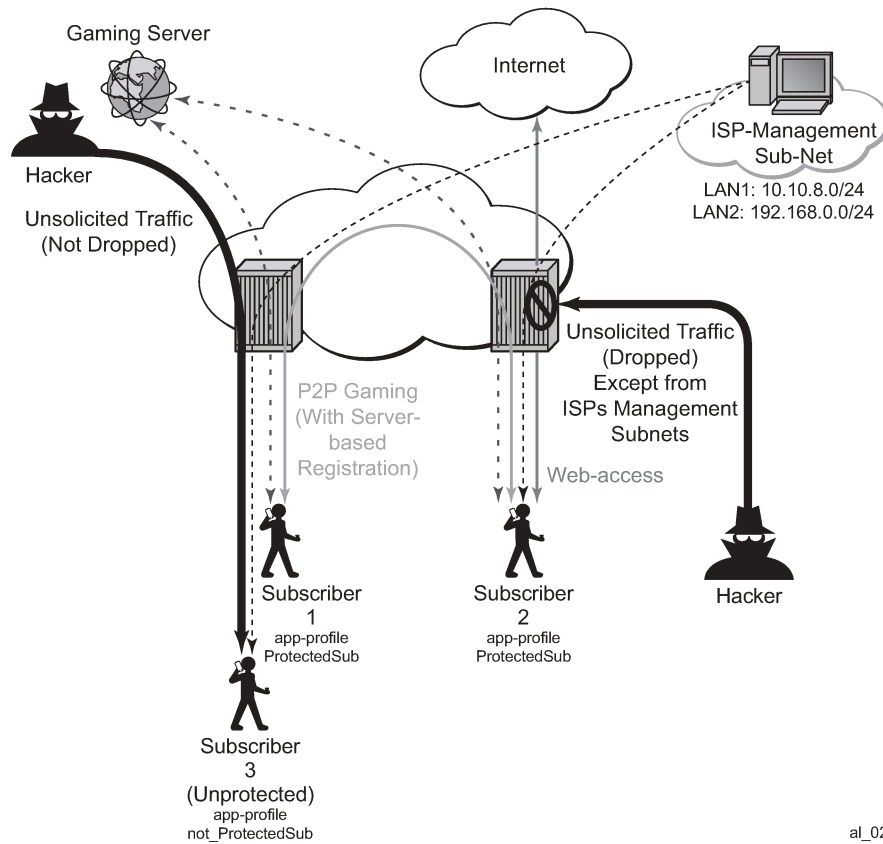 Gaming Server
Hacker
Unsolicited Traffic
(Not Dropped)
Internet
ISP-Management
Sub-Net
LAN1: 10.10.8.0/24
LAN2: 192.168.0.0/24
Unsolicited Traffic
(Dropped)
Except from
ISPs Management
Subnets
P2P Gaming
(With Server-
based
Registration)
Web-access
Subscriber
1
app-profile
ProtectedSub
Subscriber
2
app-profile
ProtectedSub
Hacker
Subscriber
3
(Unprotected)
app-profile
not_ProtectedSub
al_02